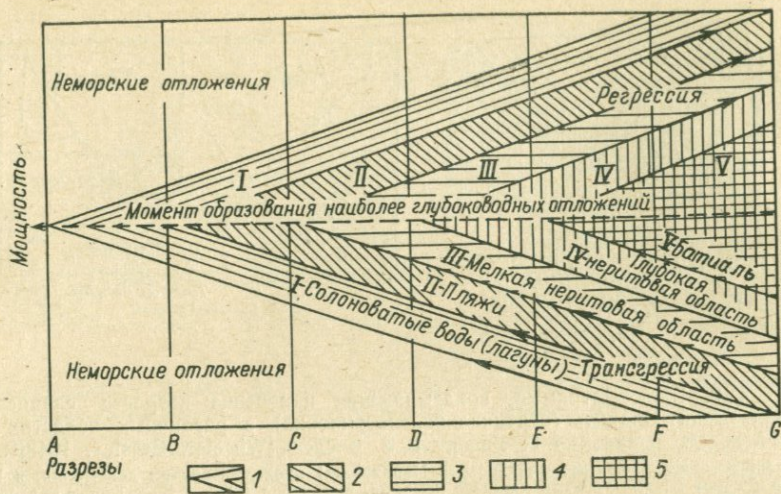 Неморские отложения
Регрессия
I
II
III
IV
V
Момент образования наиболее глубоководных отложений
Мощность
V-Батиаль
Глубокая
IV-неритовая область
III-Мелкая неритовая область
II-Пляжи
I-Солоноватые воды (лагуны)
Трансгрессия
Неморские отложения
A B C D E F G
Разрезы
1 2 3 4 5